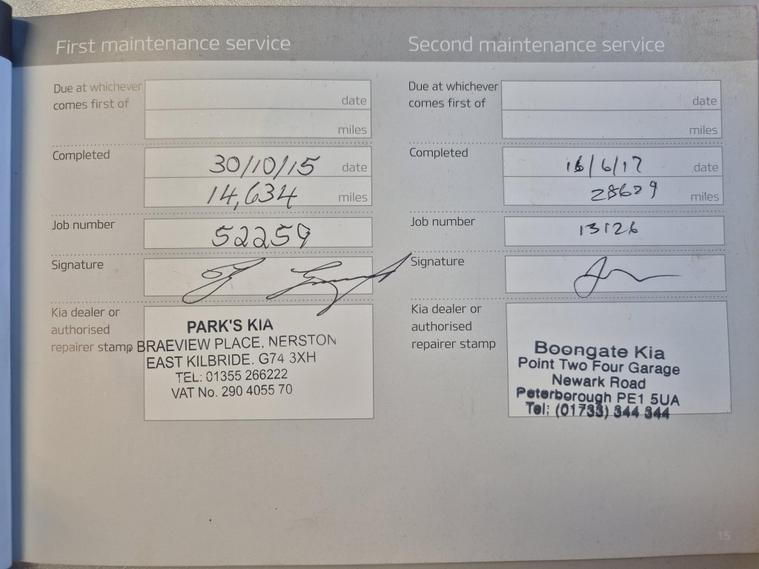 First maintenance service
Due at whichever comes first of
date
miles
Completed
30/10/15 date
14,634 miles
Job number
52259
Signature
Kia dealer or authorised repairer stamp
PARK'S KIA
BRAEVIEW PLACE, NERSTON
EAST KILBRIDE. G74 3XH
TEL: 01355 266222
VAT No. 290 4055 70
Second maintenance service
Due at whichever comes first of
date
miles
Completed
16/6/17 date
miles
Job number
13126
Signature
Kia dealer or authorised repairer stamp
Boongate Kia
Point Two Four Garage
Newark Road
Peterborough PE1 5UA
Tel: (01733) 344 344
15